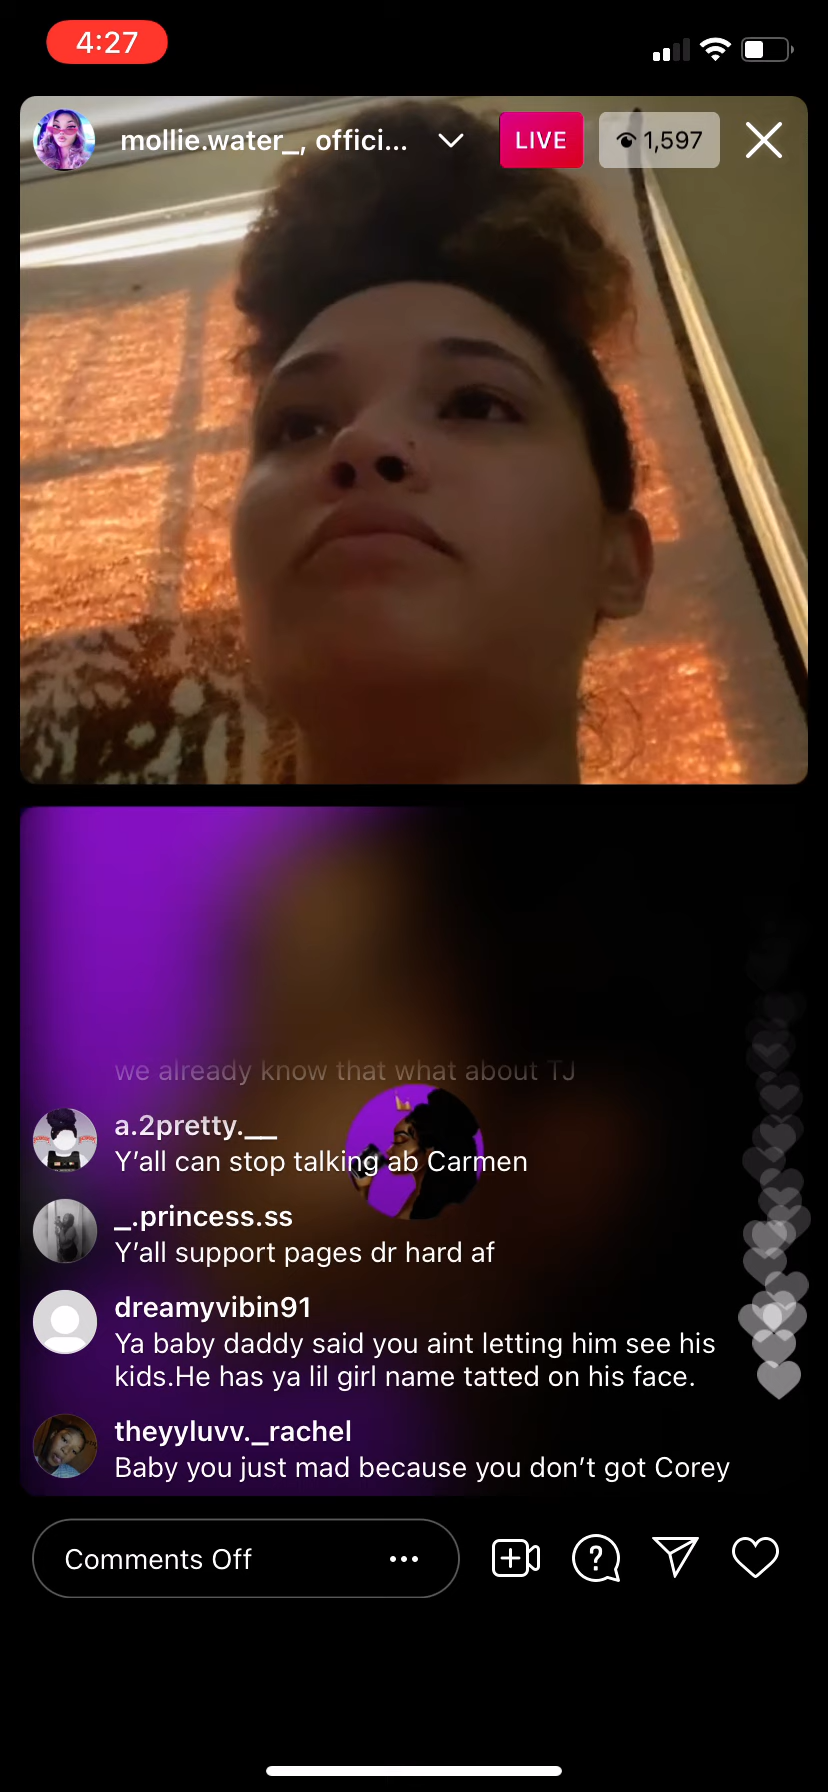 4:27
mollie.water_, offici...
LIVE
1,597
we already know that what about TJ
a.2pretty.__
Y’all can stop talking ab Carmen
_.princess.ss
Y’all support pages dr hard af
dreamyvibin91
Ya baby daddy said you aint letting him see his
kids.He has ya lil girl name tatted on his face.
theyyluvv._rachel
Baby you just mad because you don’t got Corey
Comments Off